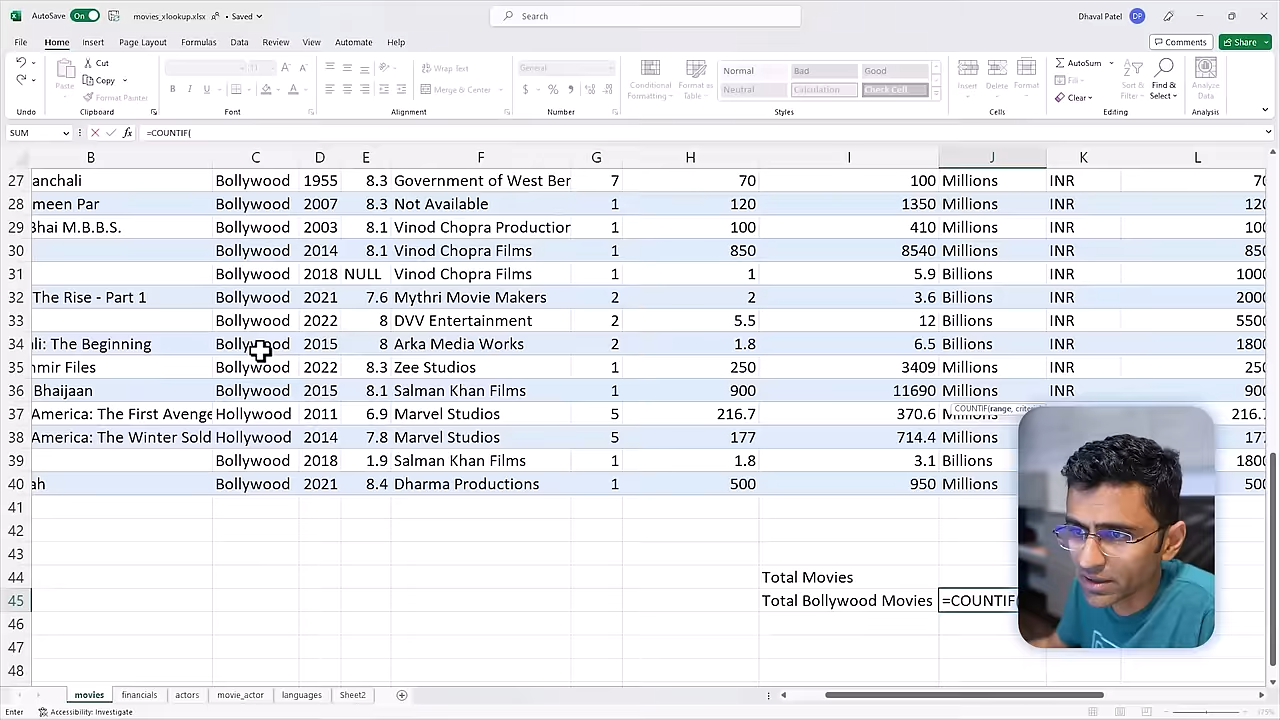 AutoSave On movies_xlookup.xlsx • Saved Search Dhaval Patel DP
File Home Insert Page Layout Formulas Data Review View Automate Help Comments Share
Cut
Copy
Format Painter
Paste
Wrap Text
Merge & Center
General
Conditional Formatting
Format as Table
Normal Bad Good
Neutral Calculation Check Cell
Insert Delete Format
AutoSum
Fill
Clear
Sort & Filter
Find & Select
Analyze Data
Undo Clipboard Font Alignment Number Styles Cells Editing Analysis
SUM =COUNTIF(
B C D E F G H I J K L
27 anchali Bollywood 1955 8.3 Government of West Ber 7 70 100 Millions INR 70
28 meen Par Bollywood 2007 8.3 Not Available 1 120 1350 Millions INR 120
29 Bhai M.B.B.S. Bollywood 2003 8.1 Vinod Chopra Production 1 100 410 Millions INR 100
30 Bollywood 2014 8.1 Vinod Chopra Films 1 850 8540 Millions INR 850
31 Bollywood 2018 NULL Vinod Chopra Films 1 1 5.9 Billions INR 1000
32 The Rise - Part 1 Bollywood 2021 7.6 Mythri Movie Makers 2 2 3.6 Billions INR 2000
33 Bollywood 2022 8 DVV Entertainment 2 5.5 12 Billions INR 5500
34 li: The Beginning Bollywood 2015 8 Arka Media Works 2 1.8 6.5 Billions INR 1800
35 hmir Files Bollywood 2022 8.3 Zee Studios 1 250 3409 Millions INR 250
36 Bhaijaan Bollywood 2015 8.1 Salman Khan Films 1 900 11690 Millions INR 900
37 America: The First Avenge Hollywood 2011 6.9 Marvel Studios 5 216.7 370.6 Millions 216.
COUNTIF(range, criteria)
38 America: The Winter Sold Hollywood 2014 7.8 Marvel Studios 5 177 714.4 Millions 17
39 Bollywood 2018 1.9 Salman Khan Films 1 1.8 3.1 Billions 180
40 ah Bollywood 2021 8.4 Dharma Productions 1 500 950 Millions 50
41
42
43
44 Total Movies
45 Total Bollywood Movies =COUNTIF(
46
47
48
movies financials actors movie_actor languages Sheet2
Enter Accessibility: Investigate 175%